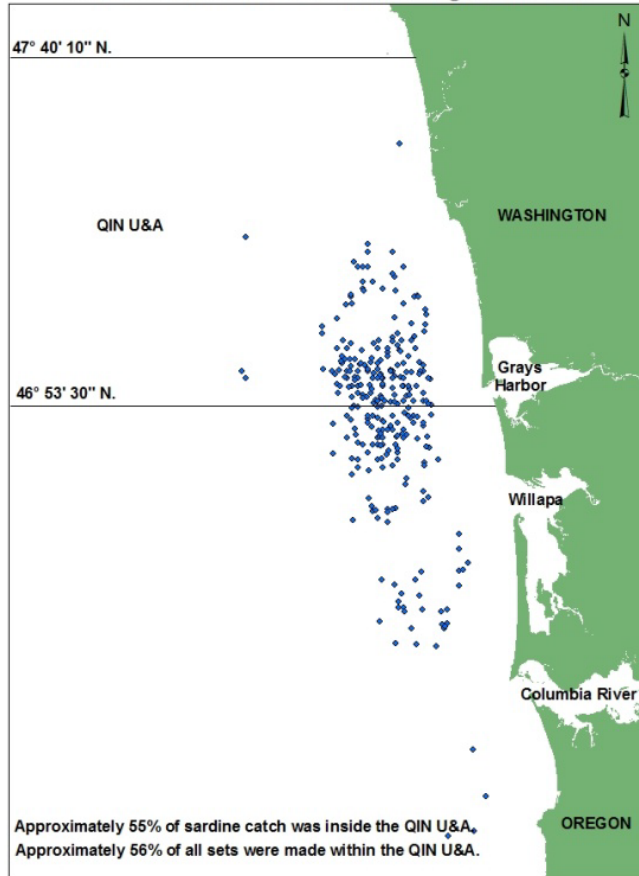 N
47° 40' 10" N.
QIN U&A
WASHINGTON
Grays
Harbor
46° 53' 30" N.
Willapa
Columbia River
OREGON
Approximately 55% of sardine catch was inside the QIN U&A.
Approximately 56% of all sets were made within the QIN U&A.